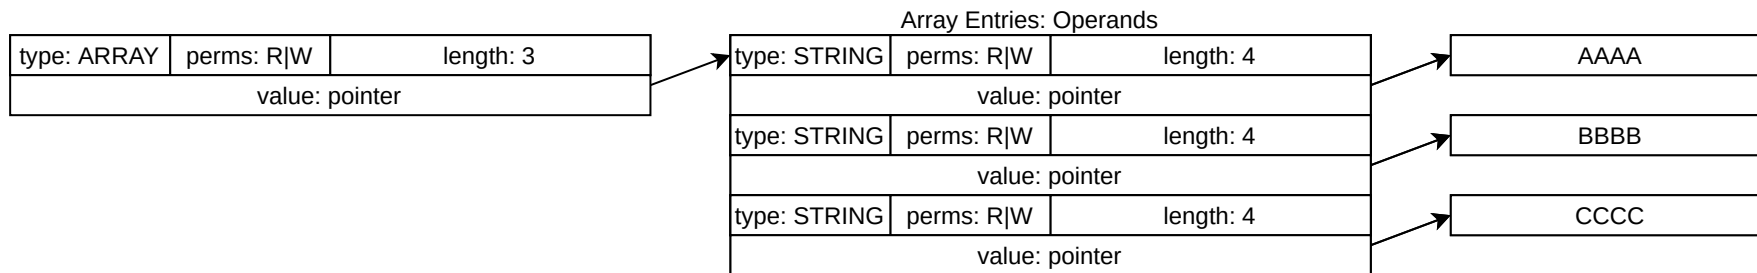 Array Entries: Operands
type: ARRAY perms: R|W length: 3
value: pointer
type: STRING perms: R|W length: 4
value: pointer
type: STRING perms: R|W length: 4
value: pointer
type: STRING perms: R|W length: 4
value: pointer
AAAA
BBBB
CCCC